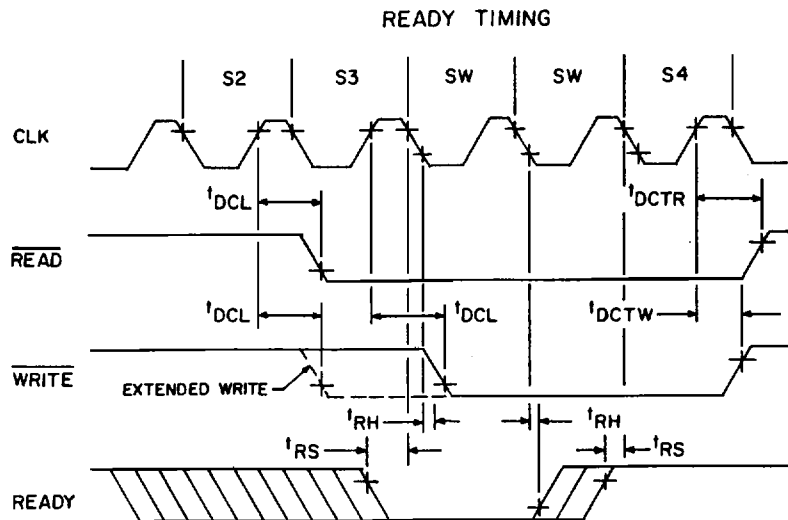 READY TIMING
S2 S3 SW SW S4
CLK
tDCL tDCTR
READ
tDCL tDCL tDCTW
WRITE
EXTENDED WRITE
tRH tRH
tRS tRS
READY